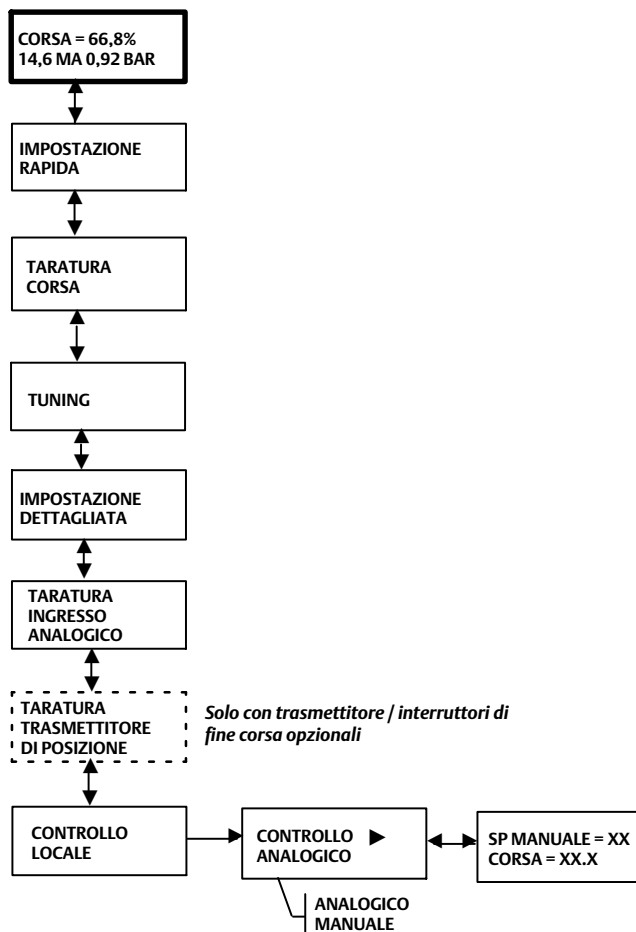 CORSA = 66,8%
14,6 MA 0,92 BAR
IMPOSTAZIONE
RAPIDA
TARATURA
CORSA
TUNING
IMPOSTAZIONE
DETTAGLIATA
TARATURA
INGRESSO
ANALOGICO
TARATURA
TRASMETTITORE
DI POSIZIONE
Solo con trasmettitore / interruttori di
fine corsa opzionali
CONTROLLO
LOCALE
CONTROLLO ►
ANALOGICO
SP MANUALE = XX
CORSA = XX.X
ANALOGICO
MANUALE